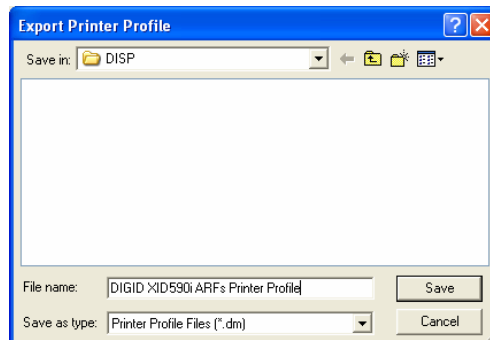 Export Printer Profile
Save in: DISP
File name: DIGID XID590i ARFs Printer Profile Save
Save as type: Printer Profile Files (*.dm) Cancel